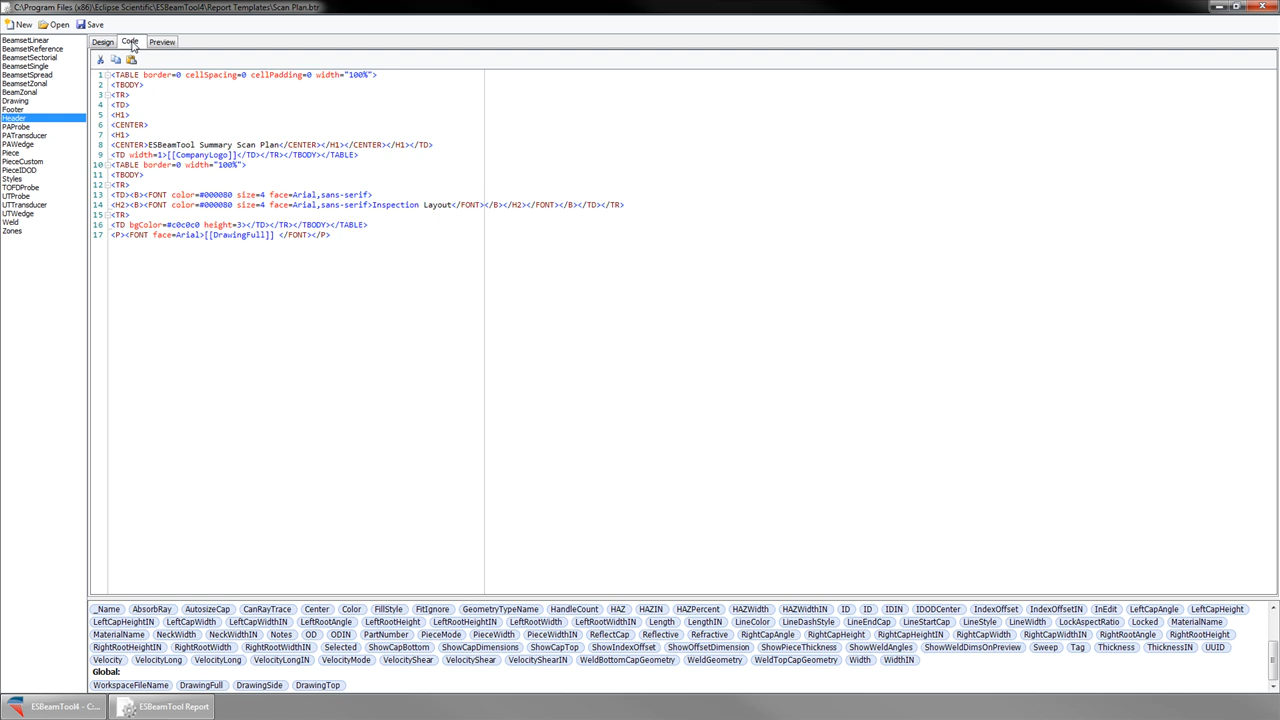 C:\Program Files (x86)\Eclipse Scientific\ESBeamTool4\Report Templates\Scan Plan.btr
New Open Save
BeamsetLinear
BeamsetReference
BeamsetSectorial
BeamsetSingle
BeamsetSpread
BeamsetZonal
BeamZonal
Drawing
Footer
Header
PAProbe
PATransducer
PAWedge
Piece
PieceCustom
PieceIDOD
Styles
TOFDProbe
UTProbe
UTTransducer
UTWedge
Weld
Zones
Design Code Preview
1 <TABLE border=0 cellSpacing=0 cellPadding=0 width="100%">
2 <TBODY>
3 <TR>
4 <TD>
5 <H1>
6 <CENTER>
7 <H1>
8 <CENTER>ESBeamTool Summary Scan Plan</CENTER></H1></CENTER></H1></TD>
9 <TD width=1>[[CompanyLogo]]</TD></TR></TBODY></TABLE>
10 <TABLE border=0 width="100%">
11 <TBODY>
12 <TR>
13 <TD><B><FONT color=#000080 size=4 face=Arial,sans-serif>
14 <H2><B><FONT color=#000080 size=4 face=Arial,sans-serif>Inspection Layout</FONT></B></H2></FONT></B></TD></TR>
15 <TR>
16 <TD bgColor=#c0c0c0 height=3></TD></TR></TBODY></TABLE>
17 <P><FONT face=Arial>[[DrawingFull]] </FONT></P>
_Name AbsorbRay AutosizeCap CanRayTrace Center Color FillStyle FitIgnore GeometryTypeName HandleCount HAZ HAZIN HAZPercent HAZWidth HAZWidthIN ID ID IDIN IDODCenter IndexOffset IndexOffsetIN InEdit LeftCapAngle LeftCapHeight
LeftCapHeightIN LeftCapWidth LeftCapWidthIN LeftRootAngle LeftRootHeight LeftRootHeightIN LeftRootWidth LeftRootWidthIN Length LengthIN LineColor LineDashStyle LineEndCap LineStartCap LineStyle LineWidth LockAspectRatio Locked MaterialName
MaterialName NeckWidth NeckWidthIN Notes OD ODIN PartNumber PieceMode PieceWidth PieceWidthIN ReflectCap Reflective Refractive RightCapAngle RightCapHeight RightCapHeightIN RightCapWidth RightCapWidthIN RightRootAngle RightRootHeight
RightRootHeightIN RightRootWidth RightRootWidthIN Selected ShowCapBottom ShowCapDimensions ShowCapTop ShowIndexOffset ShowOffsetDimension ShowPieceThickness ShowWeldAngles ShowWeldDimsOnPreview Sweep Tag Thickness ThicknessIN UUID
Velocity VelocityLong VelocityLong VelocityLongIN VelocityMode VelocityShear VelocityShear VelocityShearIN WeldBottomCapGeometry WeldGeometry WeldTopCapGeometry Width WidthIN
Global:
WorkspaceFileName DrawingFull DrawingSide DrawingTop
ESBeamTool4 - C:... ESBeamTool Report